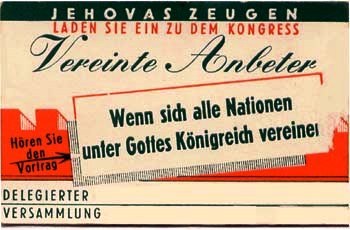 JEHOVAS ZEUGEN
LADEN SIE EIN ZU DEM KONGRESS
Vereinte Anbeter
Wenn sich alle Nationen
unter Gottes Königreich vereinen
Hören Sie
den
Vortrag
DELEGIERTER
VERSAMMLUNG